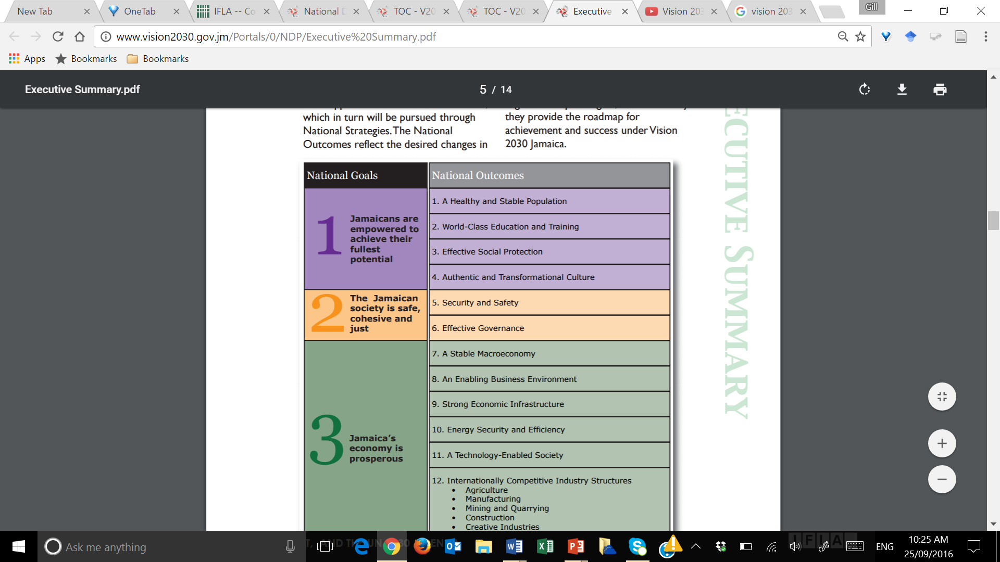 New Tab
OneTab
IFLA -- Co
National D
TOC - V20
TOC - V20
Executive
Vision 203
vision 203
Gill
www.vision2030.gov.jm/Portals/0/NDP/Executive%20Summary.pdf
Apps
Bookmarks
Bookmarks
Executive Summary.pdf
5 / 14
which in turn will be pursued through
National Strategies. The National
Outcomes reflect the desired changes in
they provide the roadmap for
achievement and success under Vision
2030 Jamaica.
ECUTIVE SUMMARY
National Goals
National Outcomes
1
Jamaicans are
empowered to
achieve their
fullest
potential
1. A Healthy and Stable Population
2. World-Class Education and Training
3. Effective Social Protection
4. Authentic and Transformational Culture
2
The Jamaican
society is safe,
cohesive and
just
5. Security and Safety
6. Effective Governance
3
Jamaica's
economy is
prosperous
7. A Stable Macroeconomy
8. An Enabling Business Environment
9. Strong Economic Infrastructure
10. Energy Security and Efficiency
11. A Technology-Enabled Society
12. Internationally Competitive Industry Structures
• Agriculture
• Manufacturing
• Mining and Quarrying
• Construction
• Creative Industries
Ask me anything
IFLA
ENG
10:25 AM
25/09/2016